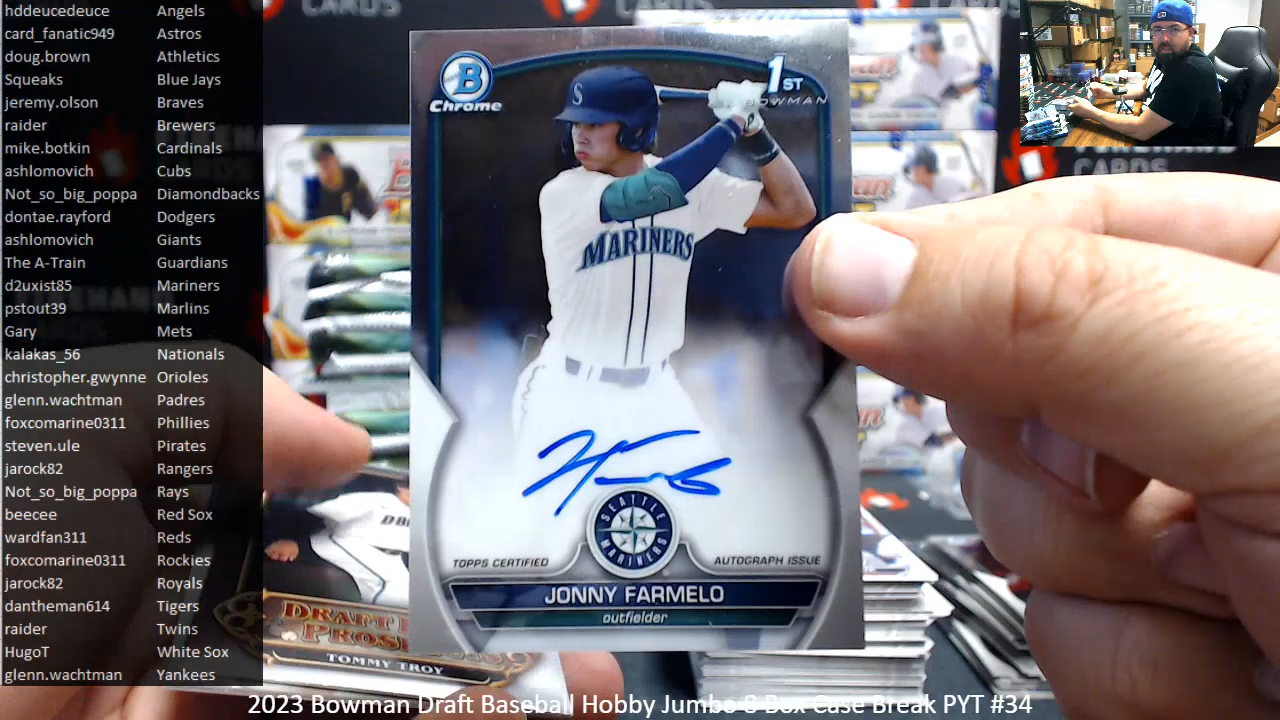 hddeucedeuce Angels
card_fanatic949 Astros
doug.brown Athletics
Squeaks Blue Jays
jeremy.olson Braves
raider Brewers
mike.botkin Cardinals
ashlomovich Cubs
Not_so_big_poppa Diamondbacks
dontae.rayford Dodgers
ashlomovich Giants
The A-Train Guardians
d2uxist85 Mariners
pstout39 Marlins
Gary Mets
kalakas_56 Nationals
christopher.gwynne Orioles
glenn.wachtman Padres
foxcomarine0311 Phillies
steven.ule Pirates
jarock82 Rangers
Not_so_big_poppa Rays
beecee Red Sox
wardfan311 Reds
foxcomarine0311 Rockies
jarock82 Royals
dantheman614 Tigers
raider Twins
HugoT White Sox
glenn.wachtman Yankees
CARDS
B
Chrome
1ST
BOWMAN
S
MARINERS
SEATTLE
MARINERS
TOPPS CERTIFIED
AUTOGRAPH ISSUE
JONNY FARMELO
outfielder
CARDS
TOMMY TROY
2023 Bowman Draft Baseball Hobby Jumbo 8 Box Case Break PYT #34